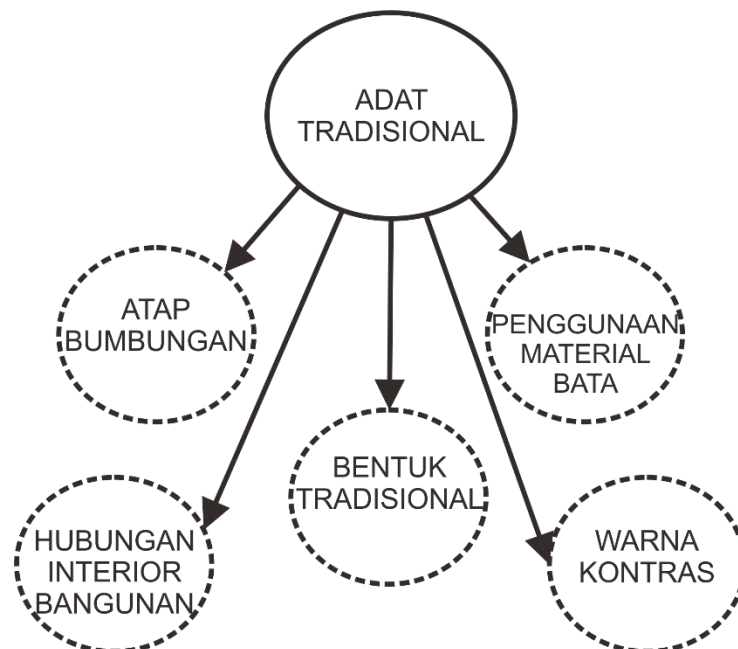 ADAT
TRADISIONAL
ATAP
BUMBUNGAN
PENGGUNAAN
MATERIAL
BATA
BENTUK
TRADISIONAL
HUBUNGAN
INTERIOR
BANGUNAN
WARNA
KONTRAS